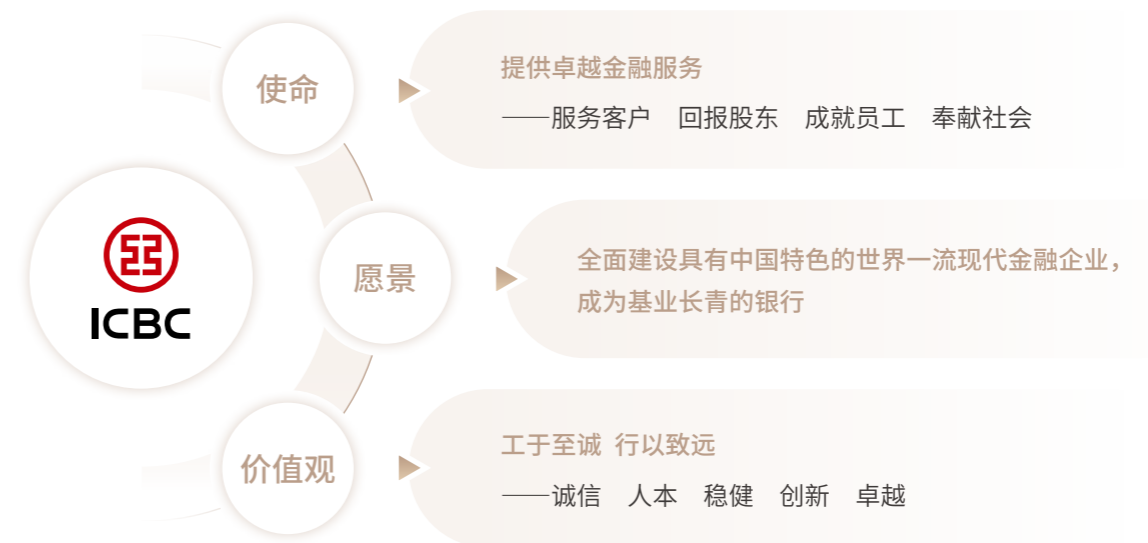 使命
提供卓越金融服务
——服务客户 回报股东 成就员工 奉献社会
ICBC
愿景
全面建设具有中国特色的世界一流现代金融企业，
成为基业长青的银行
价值观
工于至诚 行以致远
——诚信 人本 稳健 创新 卓越